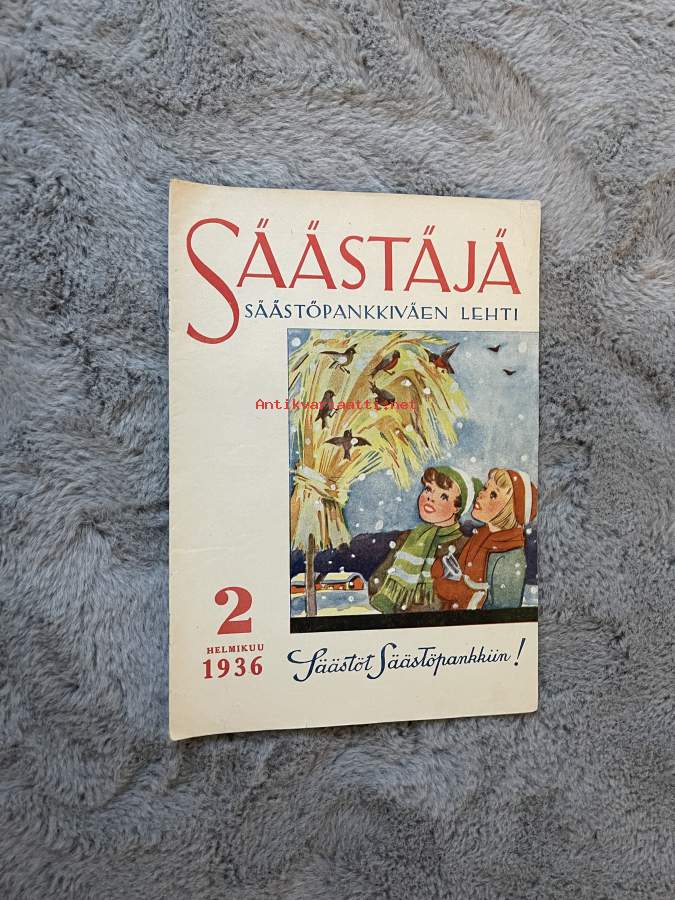 SÄÄSTÄJÄ
SÄÄSTÖPANKKIVÄEN LEHTI
Antikvariaatti.net
2
HELMIKUU
1936
Säästöt Säästöpankkiin!